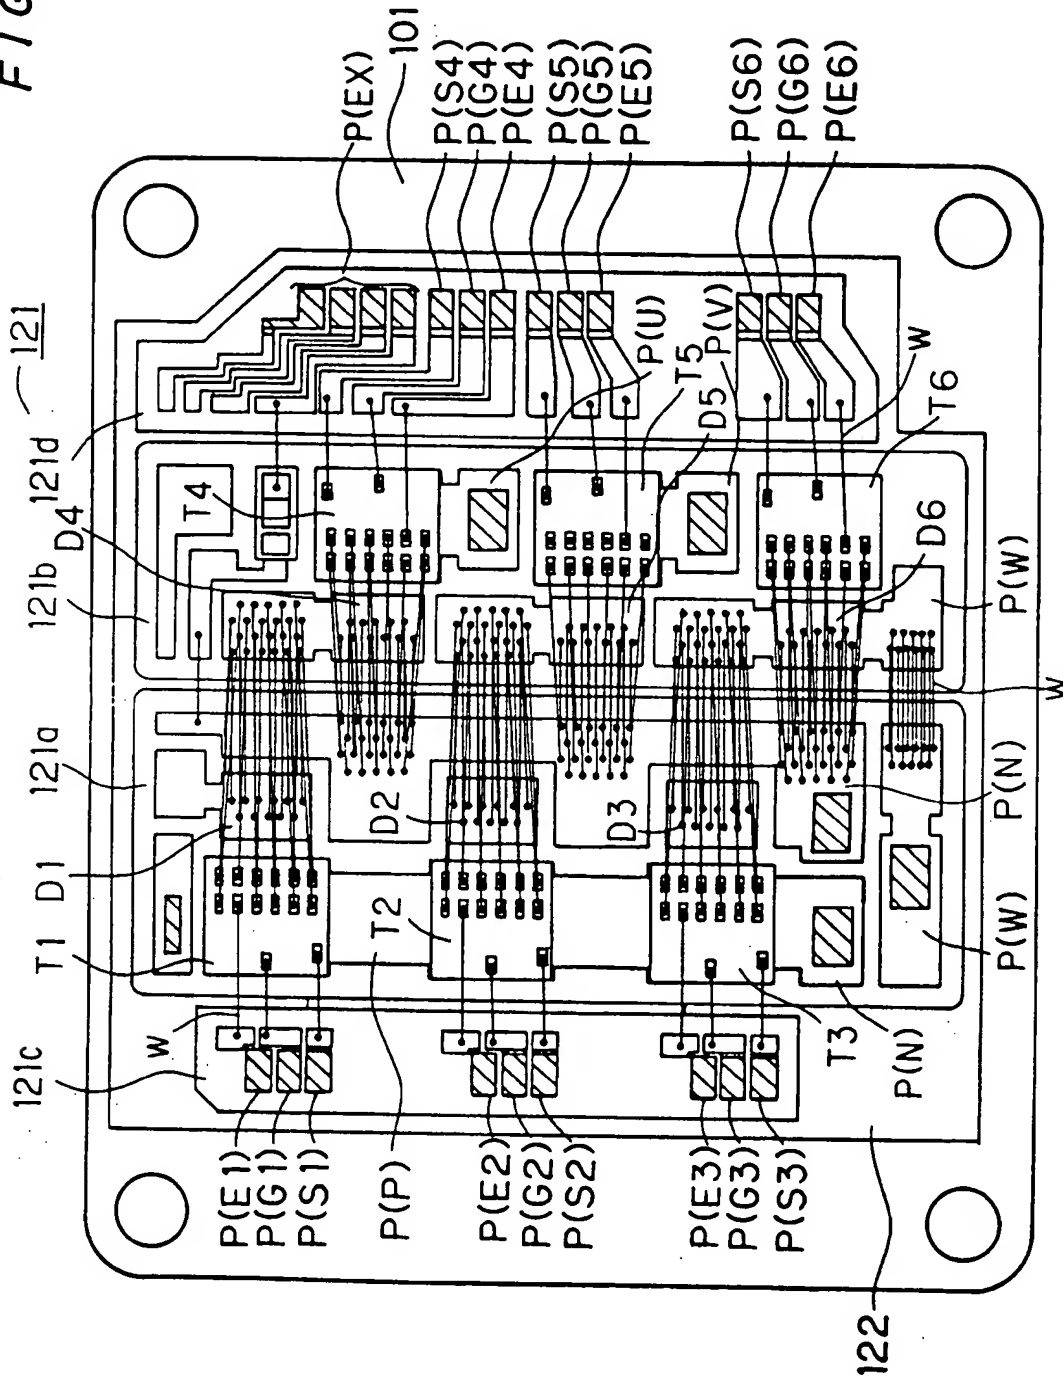 FIG
121
121c
121a
121b
121d
W
T1
D1
D4
T4
P(EX)
101
P(S4)
P(G4)
P(E4)
P(S5)
P(G5)
P(E5)
P(S6)
P(G6)
P(E6)
P(E1)
P(G1)
P(S1)
P(P)
T2
D2
P(U)
T5
D5
P(V)
P(E2)
P(G2)
P(S2)
D3
W
T6
D6
P(E3)
P(G3)
P(S3)
T3
P(N)
P(W)
P(N)
W
P(W)
122